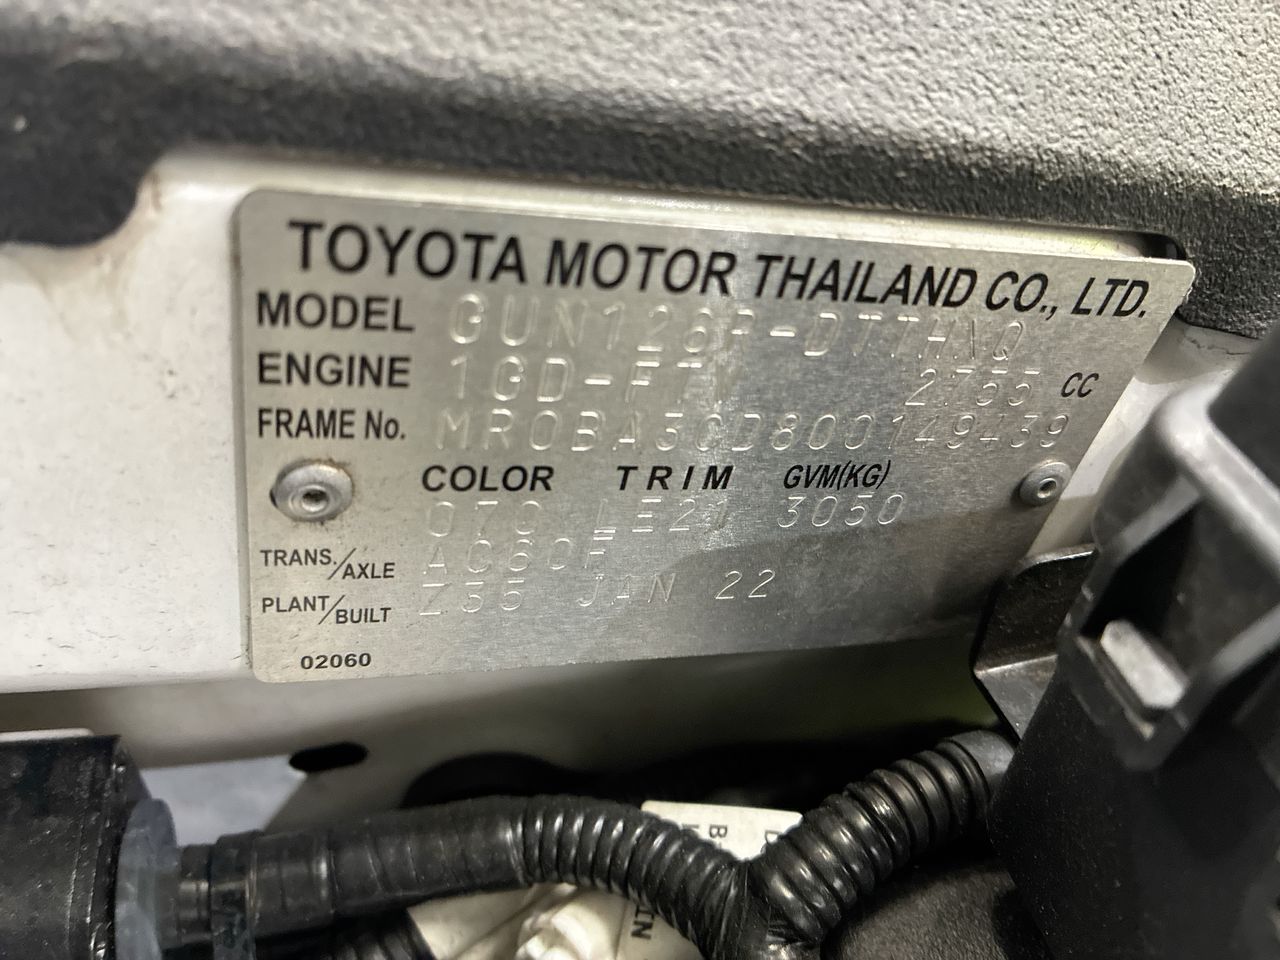 TOYOTA MOTOR THAILAND CO., LTD.
MODEL GUN126R-DTTHXQ
ENGINE 1GD-FTV 2755 CC
FRAME No. MR0BA3CD800149439
COLOR TRIM GVM(KG)
070 LE21 3050
TRANS./AXLE AC60F
PLANT/BUILT Z35 JAN 22
02060